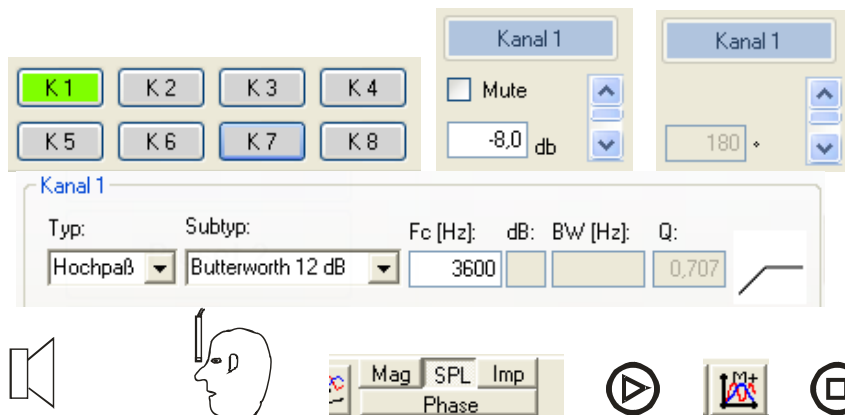 Kanal 1
Kanal 1
K 1 K 2 K 3 K 4
Mute
K 5 K 6 K 7 K 8
-8,0 db
180 °
Kanal 1
Typ: Subtyp: Fc [Hz]: dB: BW [Hz]: Q:
Hochpaß Butterworth 12 dB 3600 0,707
Mag SPL Imp
Phase
M+